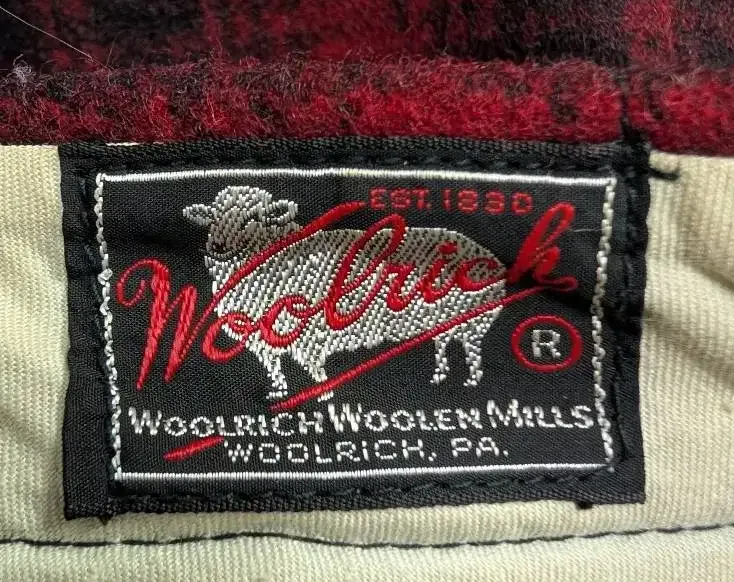 EST. 1830
Woolrich
®
WOOLRICH WOOLEN MILLS
WOOLRICH, PA.